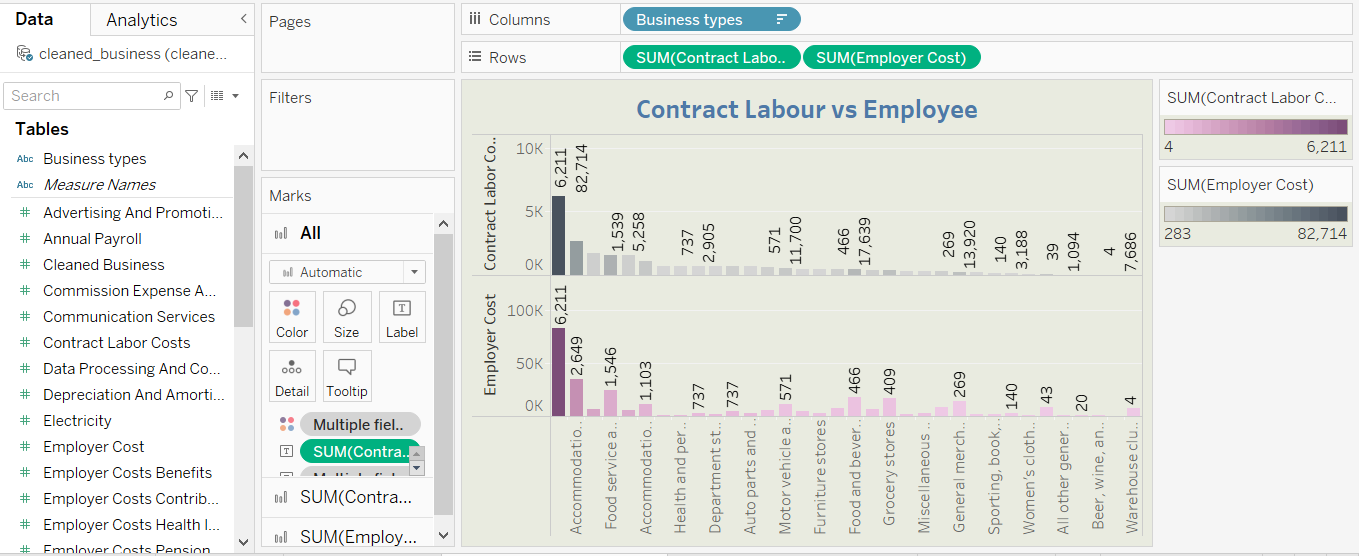 Data
Analytics
cleaned_business (cleane...
Search
Tables
Abc Business types
Abc Measure Names
# Advertising And Promoti...
# Annual Payroll
# Cleaned Business
# Commission Expense A...
# Communication Services
# Contract Labor Costs
# Data Processing And Co...
# Depreciation And Amorti...
# Electricity
# Employer Cost
# Employer Costs Benefits
# Employer Costs Contrib...
# Employer Costs Health I...
# Employer Costs Pension
Pages
Filters
Marks
All
Automatic
Color
Size
Label
Detail
Tooltip
Multiple fiel..
SUM(Contra..
SUM(Contra...
SUM(Employ...
Columns
Business types
Rows
SUM(Contract Labo..
SUM(Employer Cost)
Contract Labour vs Employee
Contract Labor Co..
10K
5K
0K
6,211
82,714
1,539
5,258
737
2,905
571
11,700
466
17,639
269
13,920
140
3,188
39
1,094
4
7,686
Employer Cost
100K
50K
0K
6,211
2,649
1,546
1,103
737
737
571
466
409
269
140
43
20
4
Accommodatio..
Food service a..
Accommodatio..
Health and per..
Department st..
Auto parts and ..
Motor vehicle a..
Furniture stores
Food and bever..
Grocery stores
Miscellaneous ..
General merch..
Sporting, book,..
Women's cloth..
All other gener..
Beer, wine, an..
Warehouse clu..
SUM(Contract Labor C...
4
6,211
SUM(Employer Cost)
283
82,714